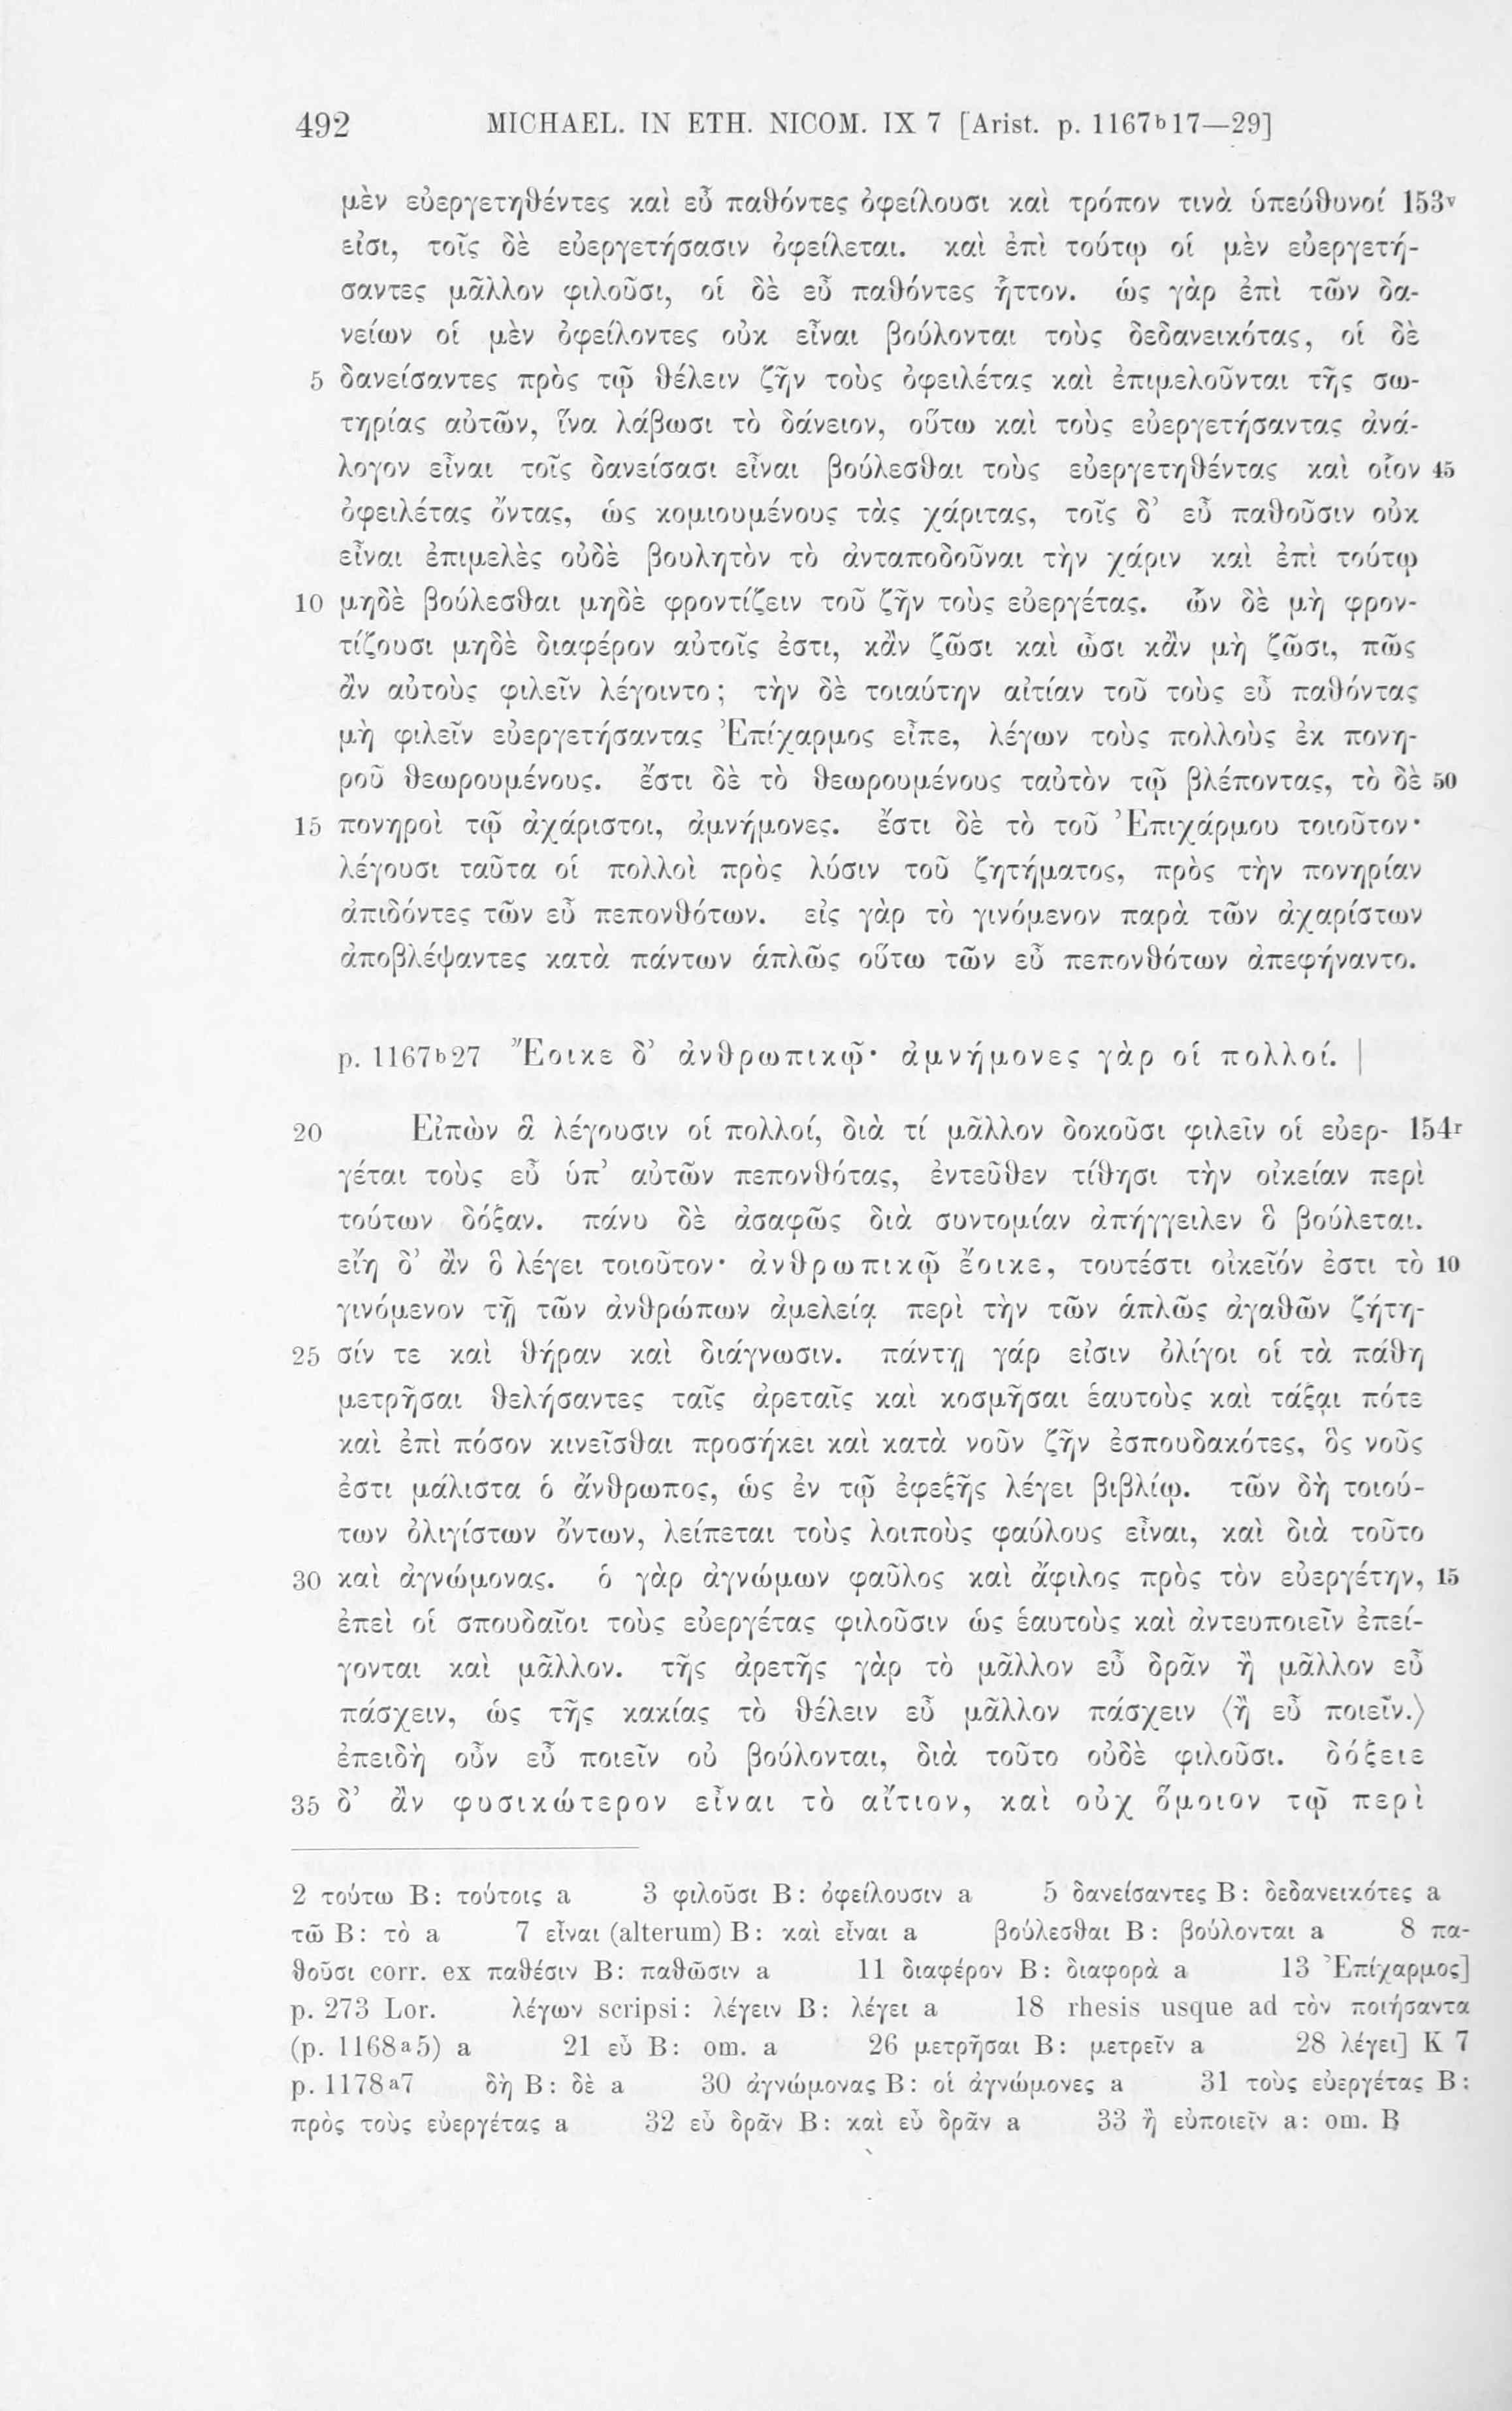 492 MICHAEL. IN ETH. NICOM. IX 7 [Arist. p. 1167b17—29]
μὲν εὐεργετηθέντες καὶ εὖ παθόντες ὀφείλουσι καὶ τρόπον τινὰ ὑπεύθυνοί 153v
εἰσι, τοῖς δὲ εὐεργετήσασιν ὀφείλεται. καὶ ἐπὶ τούτῳ οἱ μὲν εὐεργετή-
σαντες μᾶλλον φιλοῦσι, οἱ δὲ εὖ παθόντες ἧττον. ὡς γὰρ ἐπὶ τῶν δα-
νείων οἱ μὲν ὀφείλοντες οὐκ εἶναι βούλονται τοὺς δεδανεικότας, οἱ δὲ
5 δανείσαντες πρὸς τῷ θέλειν ζῆν τοὺς ὀφειλέτας καὶ ἐπιμελοῦνται τῆς σω-
τηρίας αὐτῶν, ἵνα λάβωσι τὸ δάνειον, οὕτω καὶ τοὺς εὐεργετήσαντας ἀνά-
λογον εἶναι τοῖς δανείσασι εἶναι βούλεσθαι τοὺς εὐεργετηθέντας καὶ οἷον 45
ὀφειλέτας ὄντας, ὡς κομιουμένους τὰς χάριτας, τοῖς δ’ εὖ παθοῦσιν οὐκ
εἶναι ἐπιμελὲς οὐδὲ βουλητὸν τὸ ἀνταποδοῦναι τὴν χάριν καὶ ἐπὶ τούτῳ
10 μηδὲ βούλεσθαι μηδὲ φροντίζειν τοῦ ζῆν τοὺς εὐεργέτας. ὧν δὲ μὴ φρον-
τίζουσι μηδὲ διαφέρον αὐτοῖς ἐστι, κἂν ζῶσι καὶ ὦσι κἂν μὴ ζῶσι, πῶς
ἂν αὐτοὺς φιλεῖν λέγοιντο; τὴν δὲ τοιαύτην αἰτίαν τοῦ τοὺς εὖ παθόντας
μὴ φιλεῖν εὐεργετήσαντας Ἐπίχαρμος εἶπε, λέγων τοὺς πολλοὺς ἐκ πονη-
ροῦ θεωρουμένους. ἔστι δὲ τὸ θεωρουμένους ταὐτὸν τῷ βλέποντας, τὸ δὲ 50
15 πονηροὶ τῷ ἀχάριστοι, ἀμνήμονες. ἔστι δὲ τὸ τοῦ Ἐπιχάρμου τοιοῦτον·
λέγουσι ταῦτα οἱ πολλοὶ πρὸς λύσιν τοῦ ζητήματος, πρὸς τὴν πονηρίαν
ἀπιδόντες τῶν εὖ πεπονθότων. εἰς γὰρ τὸ γινόμενον παρὰ τῶν ἀχαρίστων
ἀποβλέψαντες κατὰ πάντων ἁπλῶς οὕτω τῶν εὖ πεπονθότων ἀπεφήναντο.
p. 1167b27 Ἔοικε δ’ ἀνθρωπικῷ· ἀμνήμονες γὰρ οἱ πολλοί. |
20 Εἰπὼν ἃ λέγουσιν οἱ πολλοί, διὰ τί μᾶλλον δοκοῦσι φιλεῖν οἱ εὐερ- 154r
γέται τοὺς εὖ ὑπ’ αὐτῶν πεπονθότας, ἐντεῦθεν τίθησι τὴν οἰκείαν περὶ
τούτων δόξαν. πάνυ δὲ ἀσαφῶς διὰ συντομίαν ἀπήγγειλεν ὃ βούλεται.
εἴη δ’ ἂν ὃ λέγει τοιοῦτον· ἀνθρωπικῷ ἔοικε, τουτέστι οἰκεῖόν ἐστι τὸ 10
γινόμενον τῇ τῶν ἀνθρώπων ἀμελείᾳ περὶ τὴν τῶν ἁπλῶς ἀγαθῶν ζήτη-
25 σίν τε καὶ θήραν καὶ διάγνωσιν. πάντῃ γάρ εἰσιν ὀλίγοι οἱ τὰ πάθη
μετρῆσαι θελήσαντες ταῖς ἀρεταῖς καὶ κοσμῆσαι ἑαυτοὺς καὶ τάξαι πότε
καὶ ἐπὶ πόσον κινεῖσθαι προσήκει καὶ κατὰ νοῦν ζῆν ἐσπουδακότες, ὃς νοῦς
ἐστι μάλιστα ὁ ἄνθρωπος, ὡς ἐν τῷ ἐφεξῆς λέγει βιβλίῳ. τῶν δὴ τοιού-
των ὀλιγίστων ὄντων, λείπεται τοὺς λοιποὺς φαύλους εἶναι, καὶ διὰ τοῦτο
30 καὶ ἀγνώμονας. ὁ γὰρ ἀγνώμων φαῦλος καὶ ἄφιλος πρὸς τὸν εὐεργέτην, 15
ἐπεὶ οἱ σπουδαῖοι τοὺς εὐεργέτας φιλοῦσιν ὡς ἑαυτοὺς καὶ ἀντευποιεῖν ἐπεί-
γονται καὶ μᾶλλον. τῆς ἀρετῆς γὰρ τὸ μᾶλλον εὖ δρᾶν ἢ μᾶλλον εὖ
πάσχειν, ὡς τῆς κακίας τὸ θέλειν εὖ μᾶλλον πάσχειν ⟨ἢ εὖ ποιεῖν.⟩
ἐπειδὴ οὖν εὖ ποιεῖν οὐ βούλονται, διὰ τοῦτο οὐδὲ φιλοῦσι. δόξειε
35 δ’ ἂν φυσικώτερον εἶναι τὸ αἴτιον, καὶ οὐχ ὅμοιον τῷ περὶ
2 τούτω B: τούτοις a 3 φιλοῦσι B: ὀφείλουσιν a 5 δανείσαντες B: δεδανεικότες a
τῶ B: τὸ a 7 εἶναι (alterum) B: καὶ εἶναι a βούλεσθαι B: βούλονται a 8 πα-
θοῦσι corr. ex παθέσιν B: παθῶσιν a 11 διαφέρον B: διαφορὰ a 13 Ἐπίχαρμος]
p. 273 Lor. λέγων scripsi: λέγειν B: λέγει a 18 rhesis usque ad τὸν ποιήσαντα
(p. 1168a5) a 21 εὖ B: om. a 26 μετρῆσαι B: μετρεῖν a 28 λέγει] K 7
p. 1178a7 δὴ B: δὲ a 30 ἀγνώμονας B: οἱ ἀγνώμονες a 31 τοὺς εὐεργέτας B:
πρὸς τοὺς εὐεργέτας a 32 εὖ δρᾶν B: καὶ εὖ δρᾶν a 33 ἢ εὐποιεῖν a: om. B